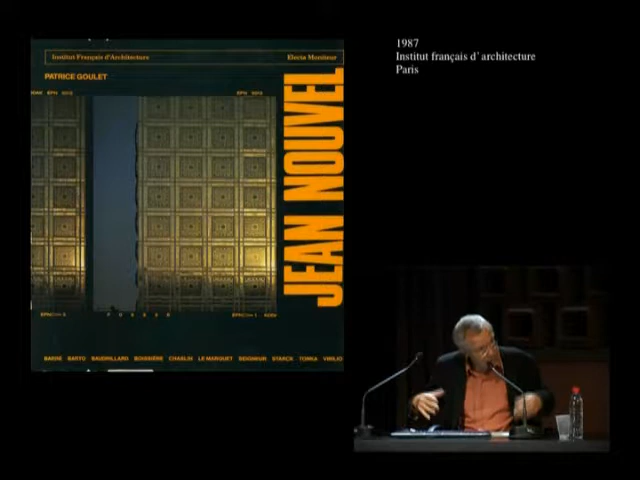 1987
Institut français d'architecture
Paris
Institut Français d'Architecture
Electa Moniteur
PATRICE GOULET
JEAN NOUVEL
BARRE BARTO BAUDRILLARD BOISSIÈRE CHASLIN LE MARQUET SEIGNEUR STARCK TONKA VIRILIO